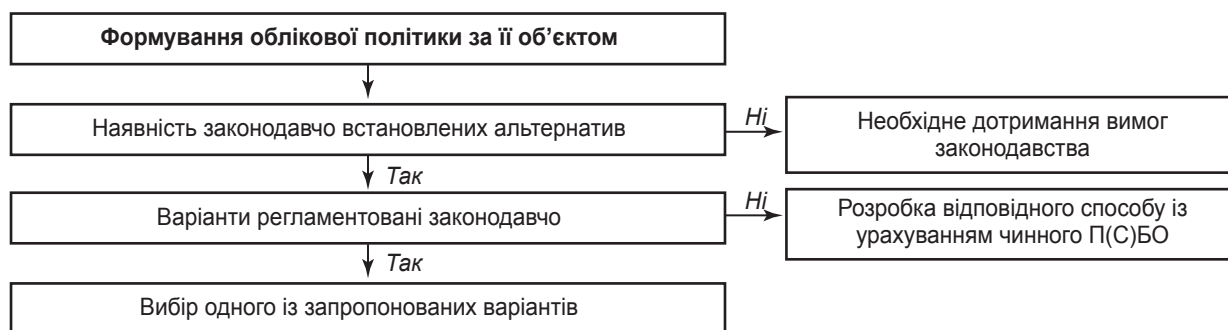 Формування облікової політики за її об’єктом
Наявність законодавчо встановлених альтернатив
Ні
Необхідне дотримання вимог
законодавства
Так
Варіанти регламентовані законодавчо
Ні
Розробка відповідного способу із
урахуванням чинного П(С)БО
Так
Вибір одного із запропонованих варіантів